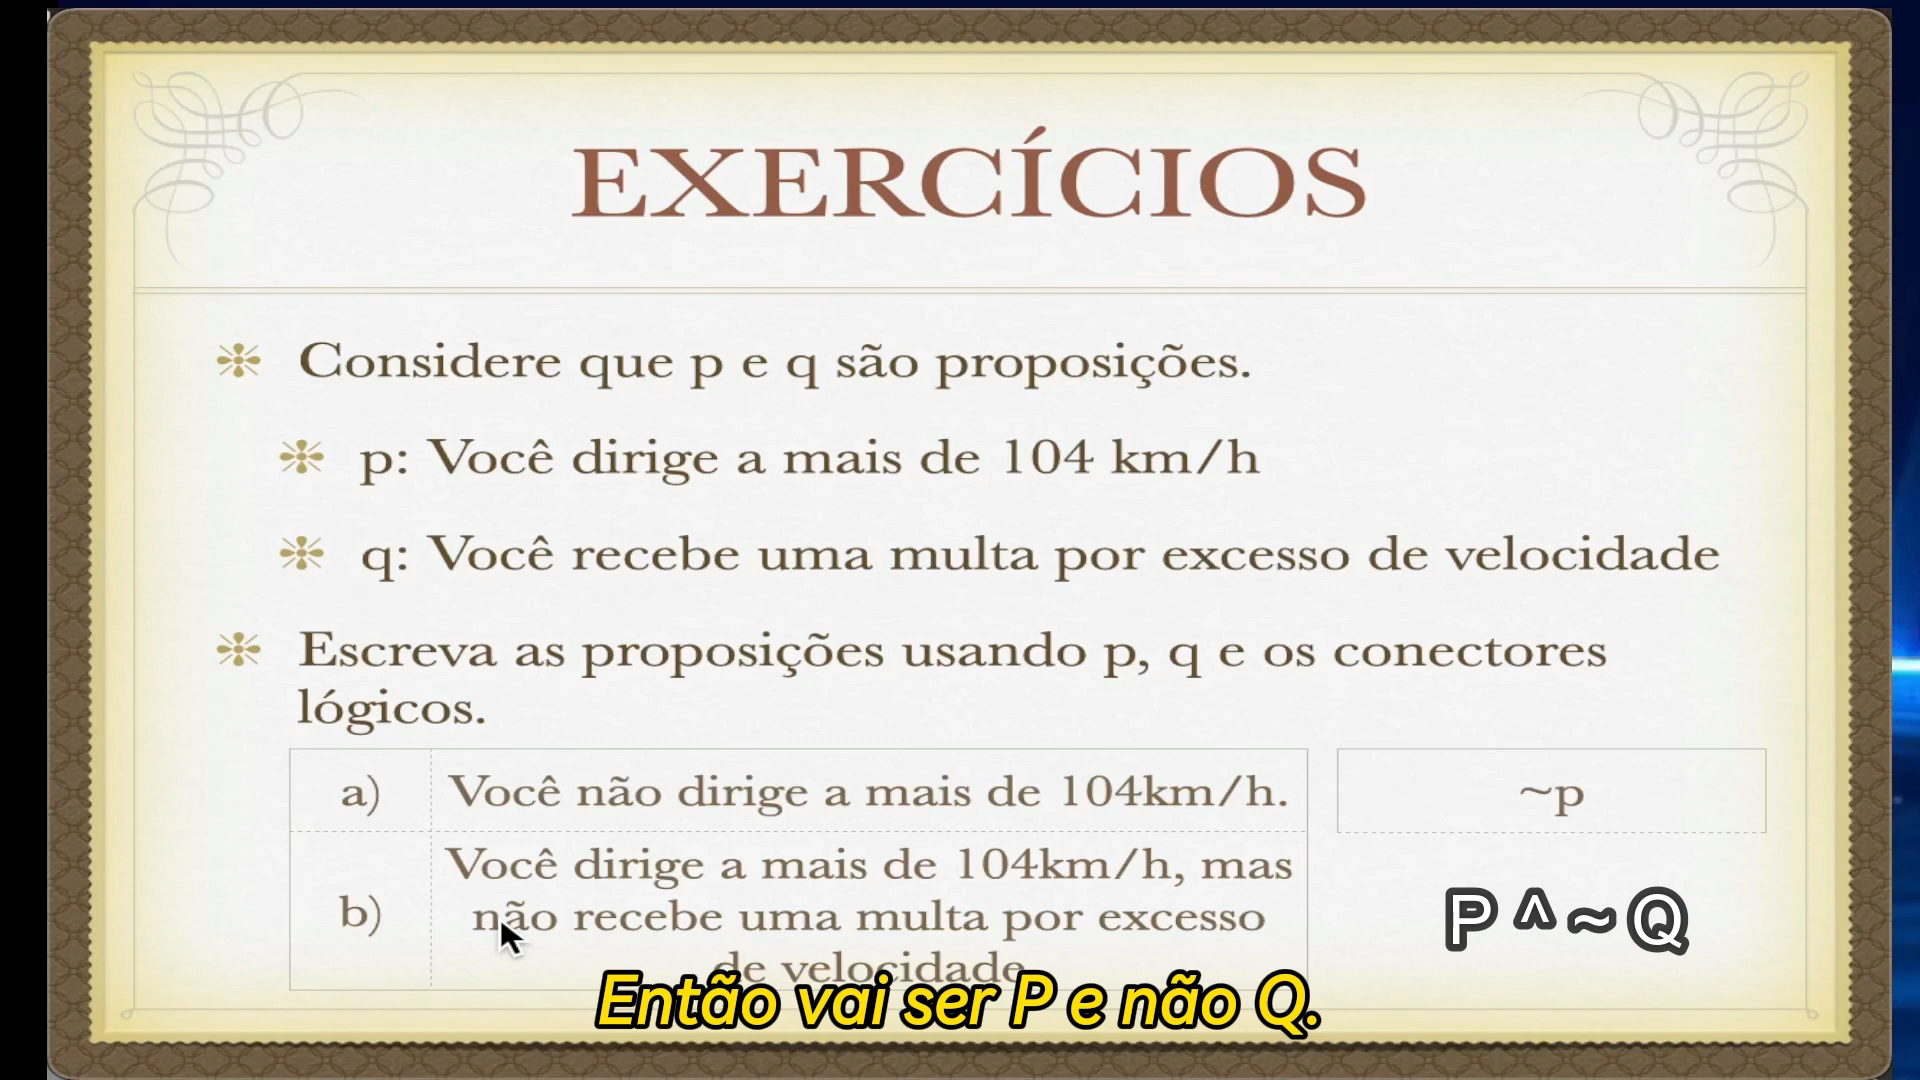 EXERCÍCIOS
Considere que p e q são proposições.
p: Você dirige a mais de 104 km/h
q: Você recebe uma multa por excesso de velocidade
Escreva as proposições usando p, q e os conectores
lógicos.
a) Você não dirige a mais de 104km/h. ~p
b) Você dirige a mais de 104km/h, mas
não recebe uma multa por excesso
de velocidade
P ^ ~ Q
Então vai ser P e não Q.